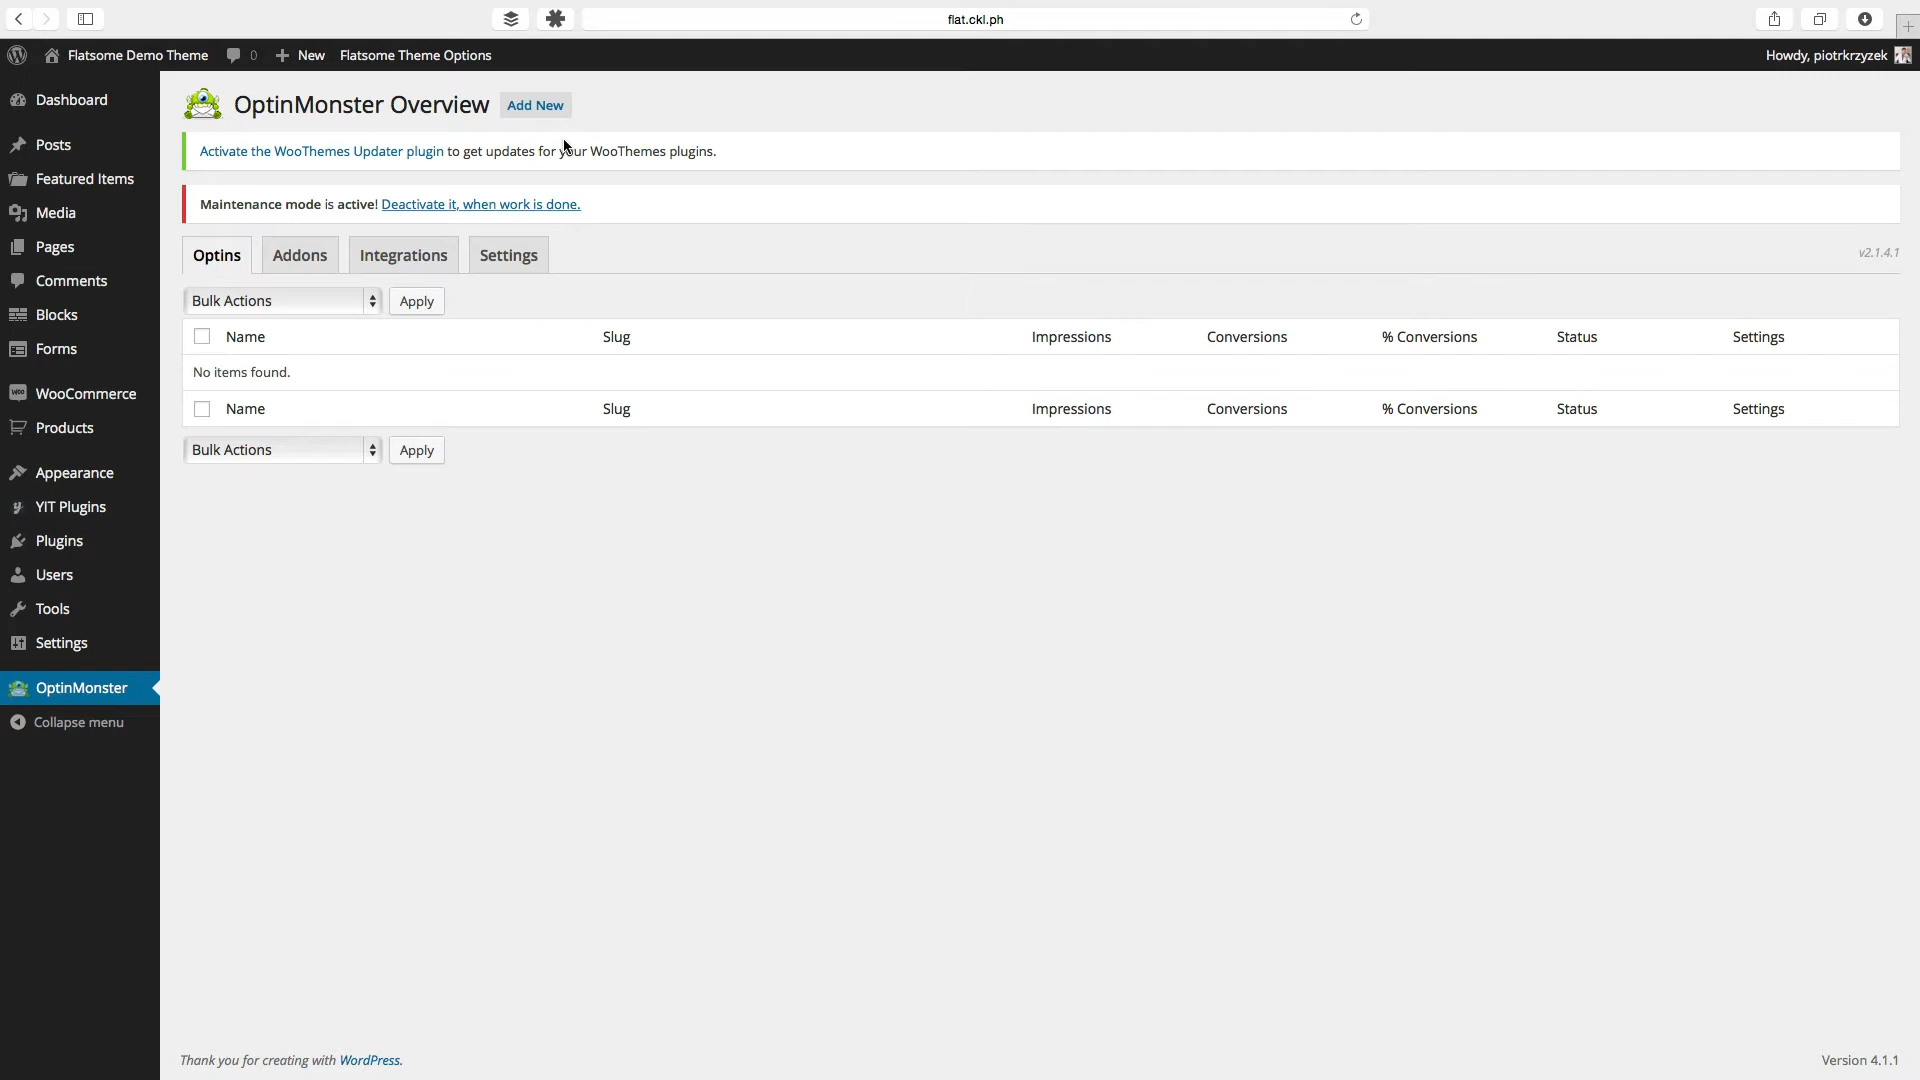 flat.ckl.ph
Flatsome Demo Theme 0 New Flatsome Theme Options Howdy, piotrkrzyzek
Dashboard
Posts
Featured Items
Media
Pages
Comments
Blocks
Forms
WooCommerce
Products
Appearance
YIT Plugins
Plugins
Users
Tools
Settings
OptinMonster
Collapse menu
OptinMonster Overview Add New
Activate the WooThemes Updater plugin to get updates for your WooThemes plugins.
Maintenance mode is active! Deactivate it, when work is done.
Optins Addons Integrations Settings v2.1.4.1
Bulk Actions Apply
Name Slug Impressions Conversions % Conversions Status Settings
No items found.
Name Slug Impressions Conversions % Conversions Status Settings
Bulk Actions Apply
Thank you for creating with WordPress. Version 4.1.1